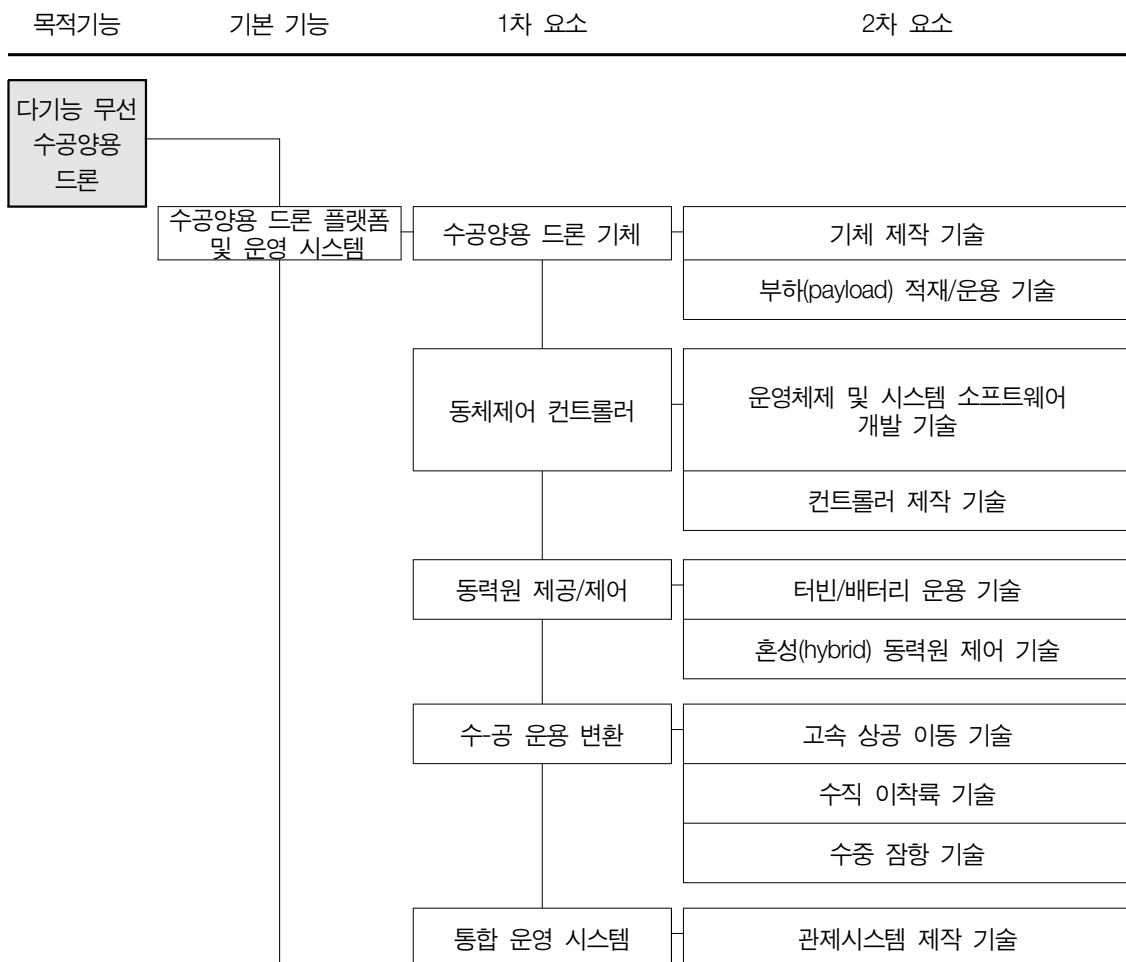 목적기능 기본 기능 1차 요소 2차 요소
다기능 무선
수공양용
드론
수공양용 드론 플랫폼
및 운영 시스템
수공양용 드론 기체
기체 제작 기술
부하(payload) 적재/운용 기술
동체제어 컨트롤러
운영체제 및 시스템 소프트웨어
개발 기술
컨트롤러 제작 기술
동력원 제공/제어
터빈/배터리 운용 기술
혼성(hybrid) 동력원 제어 기술
수-공 운용 변환
고속 상공 이동 기술
수직 이착륙 기술
수중 잠항 기술
통합 운영 시스템
관제시스템 제작 기술